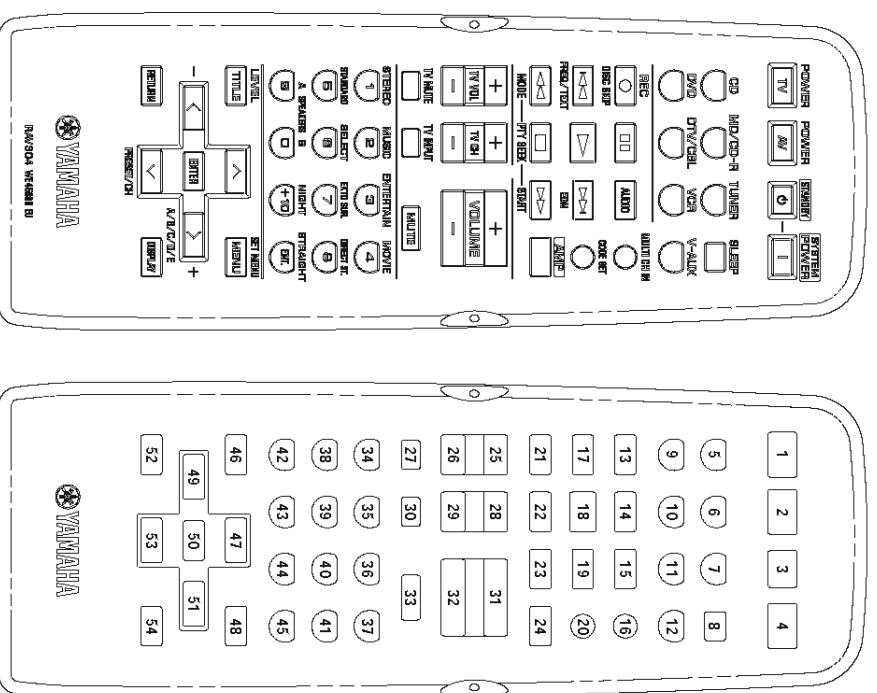 POWER POWER STANDBY SYSTEM POWER
TV AV
CD MD/CD-R TUNER SLEEP
DVD DTV/CBL VCR V-AUX
REC AUDIO MULTI CH IN
DISC SKIP
CODE SET
FREQ/TEXT EON AMP
MODE PTY SEEK START
+ + +
TV VOL TV CH VOLUME
- - -
TV MUTE TV INPUT MUTE
STEREO MUSIC ENTERTAIN MOVIE
1 2 3 4
STANDARD SELECT EXTD SUR. DIRECT ST.
5 6 7 8
A SPEAKERS B NIGHT STRAIGHT
9 0 +10 ENT.
LEVEL SET MENU
TITLE MENU
- ENTER +
A/B/C/D/E
PRESET/CH
RETURN DISPLAY
YAMAHA
1 2 3 4
5 6 7 8
9 10 11 12
13 14 15 16
17 18 19 20
21 22 23 24
25 28 31
26 29 32
27 30 33
34 35 36 37
38 39 40 41
42 43 44 45
46 47 48
49 50 51
52 53 54
YAMAHA